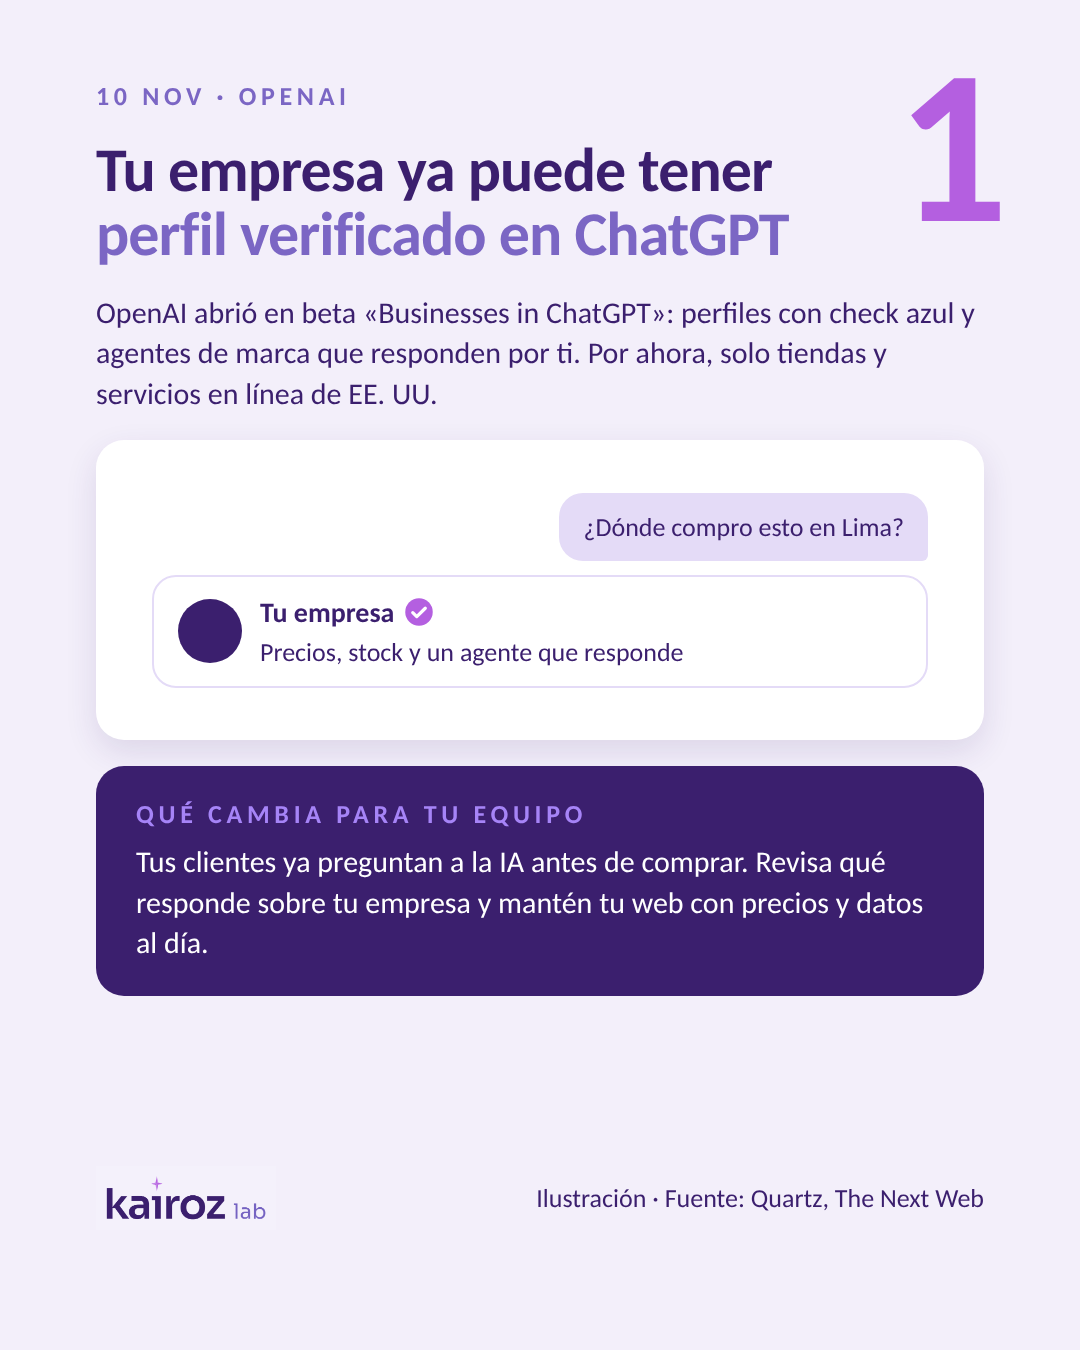 10 NOV · OPENAI
1
Tu empresa ya puede tener
perfil verificado en ChatGPT
OpenAI abrió en beta «Businesses in ChatGPT»: perfiles con check azul y
agentes de marca que responden por ti. Por ahora, solo tiendas y
servicios en línea de EE. UU.
¿Dónde compro esto en Lima?
Tu empresa
Precios, stock y un agente que responde
QUÉ CAMBIA PARA TU EQUIPO
Tus clientes ya preguntan a la IA antes de comprar. Revisa qué
responde sobre tu empresa y mantén tu web con precios y datos
al día.
kairoz lab
Ilustración · Fuente: Quartz, The Next Web